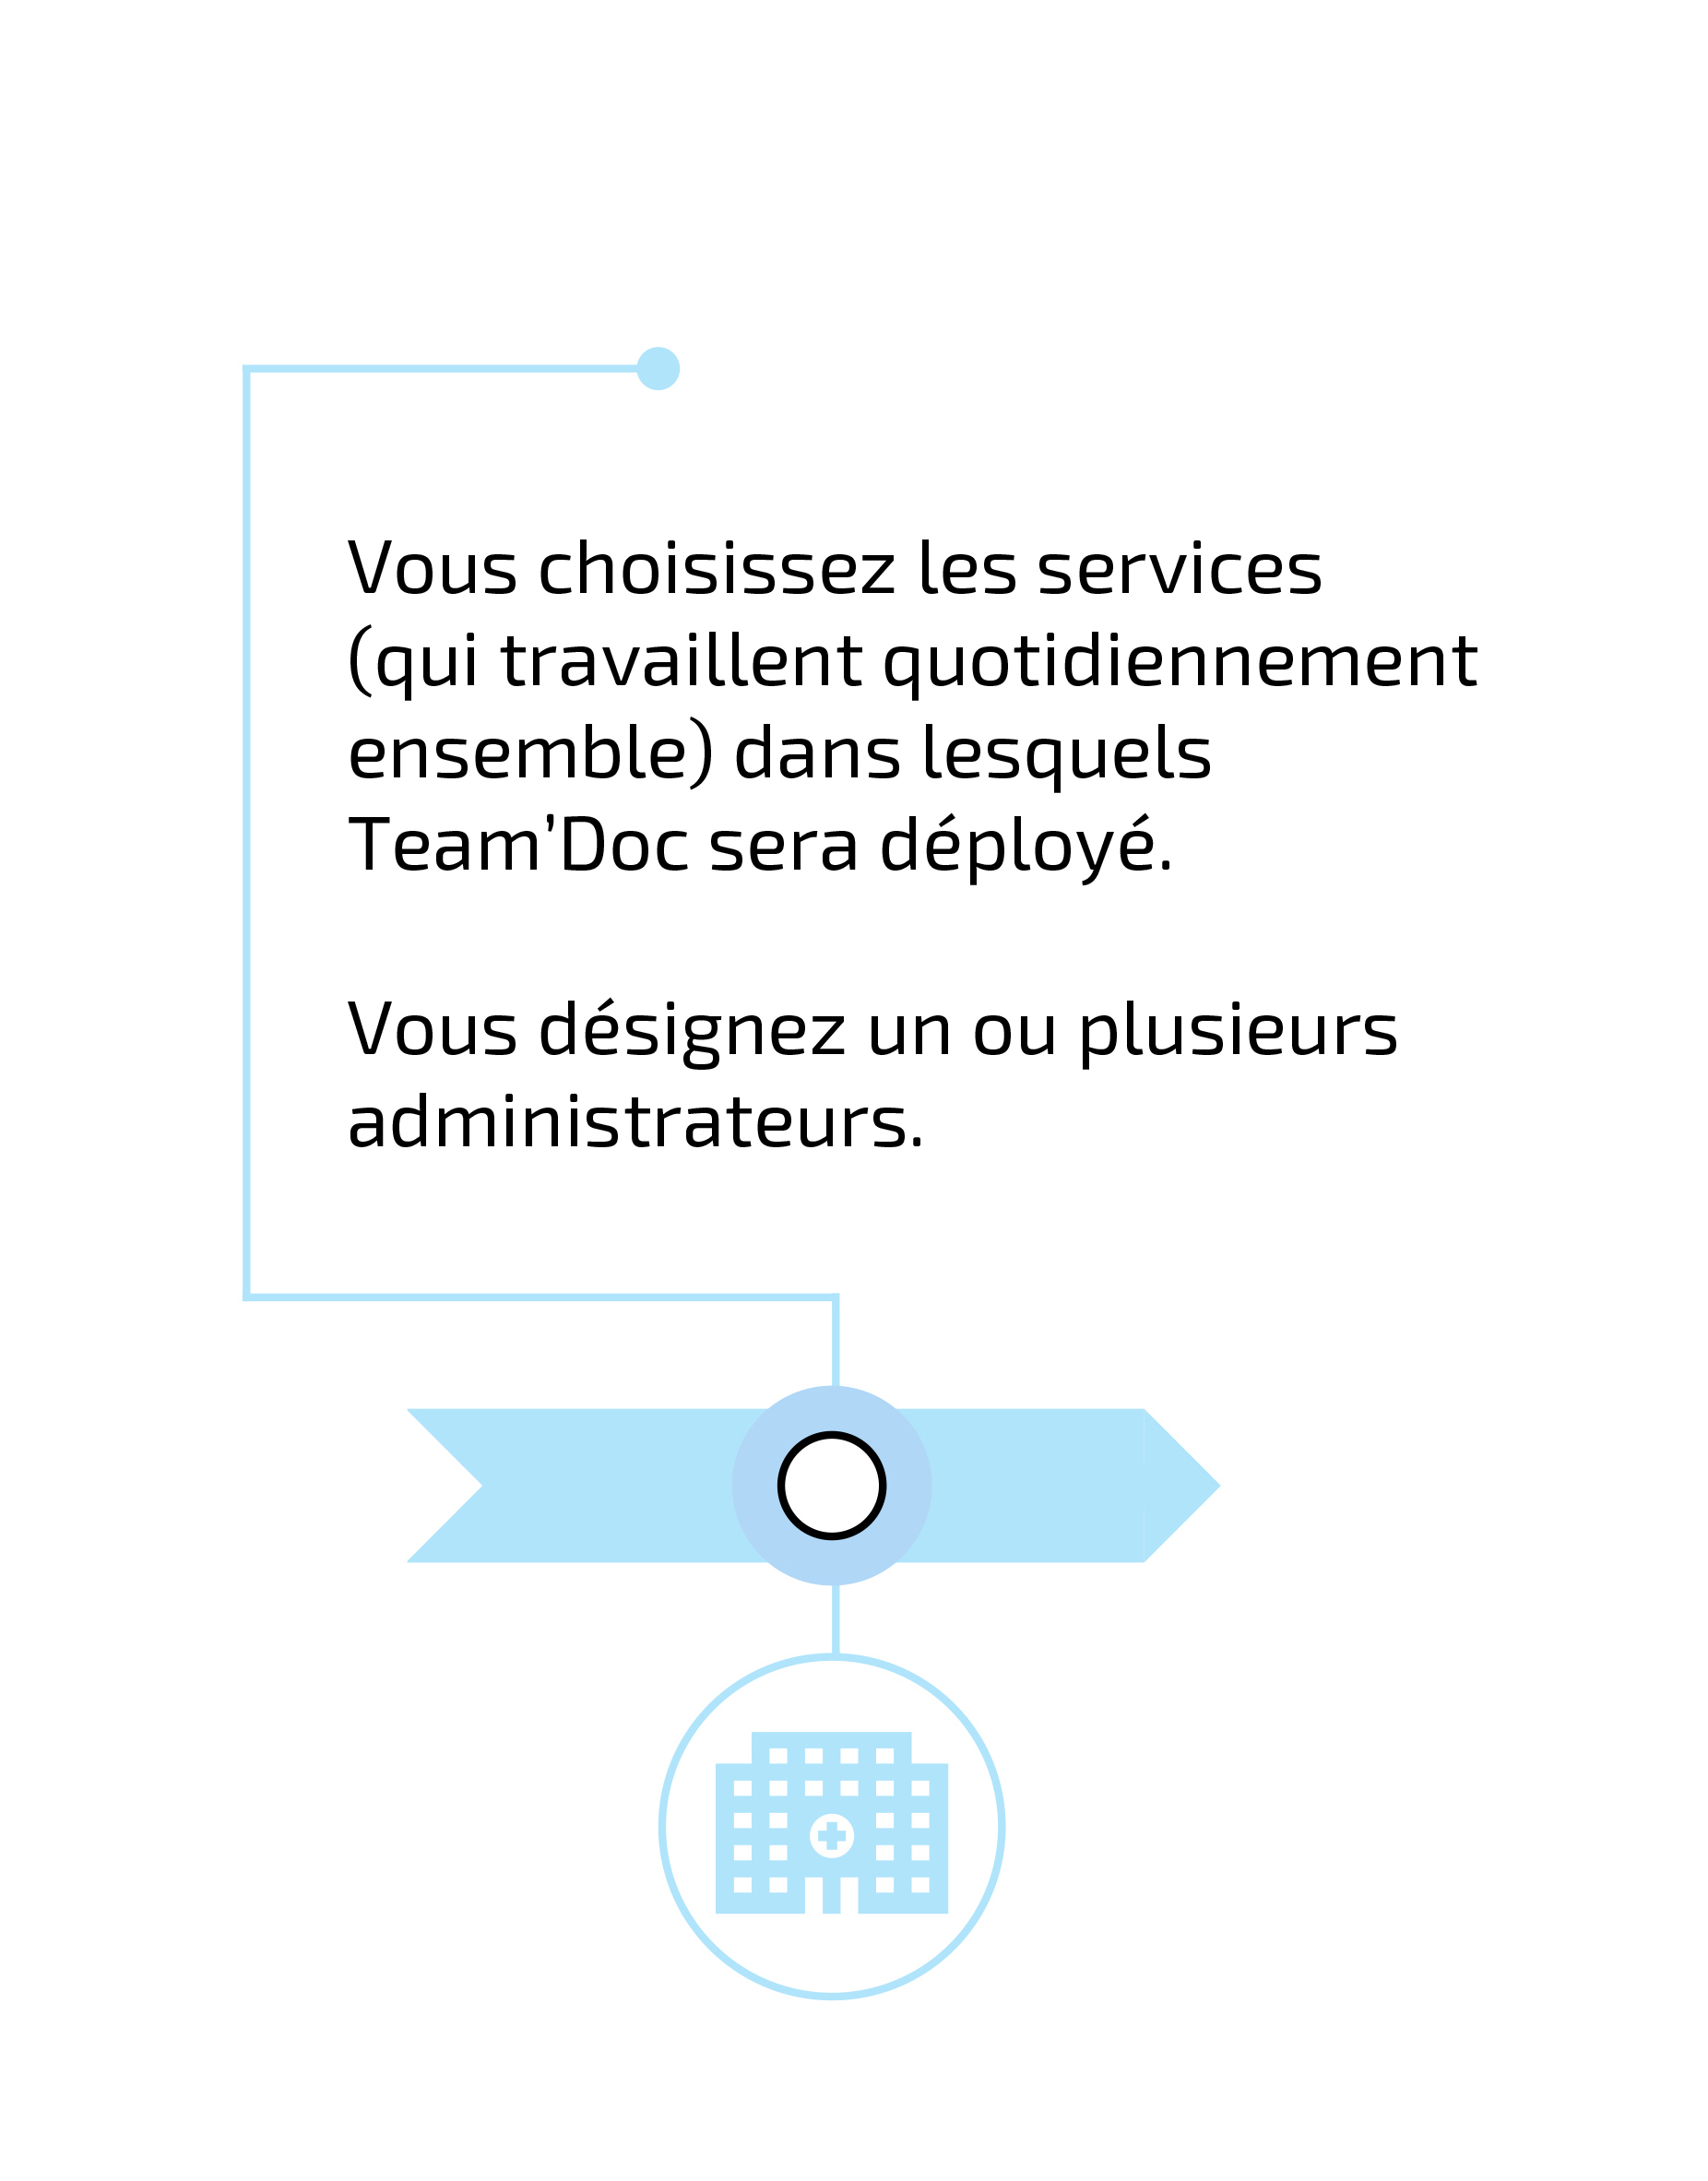 Vous choisissez les services
(qui travaillent quotidiennement
ensemble) dans lesquels
Team’Doc sera déployé.
Vous désignez un ou plusieurs
administrateurs.